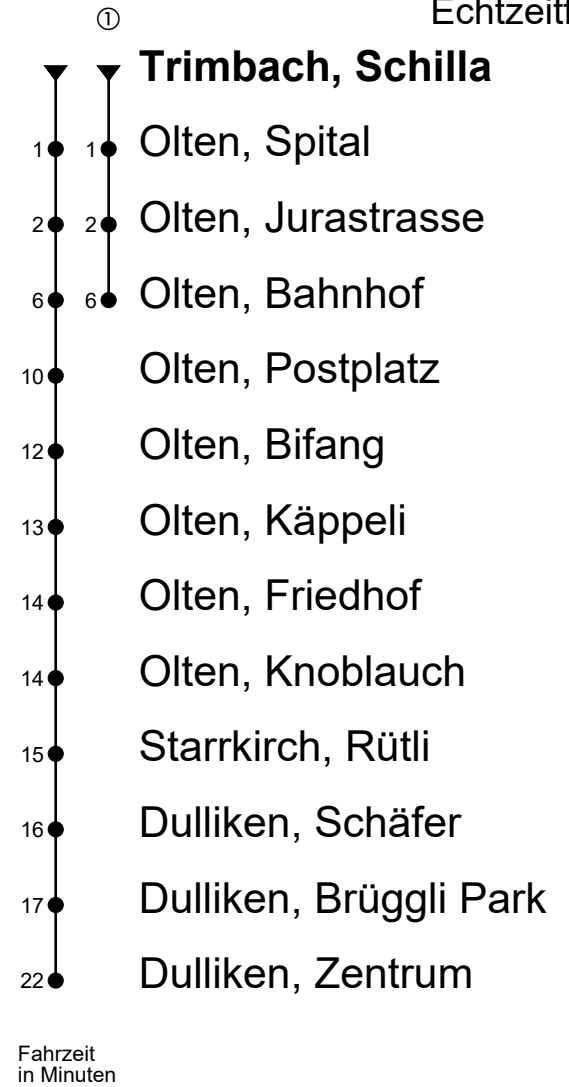 ①
Trimbach, Schilla
1 1 Olten, Spital
2 2 Olten, Jurastrasse
6 6 Olten, Bahnhof
10 Olten, Postplatz
12 Olten, Bifang
13 Olten, Käppeli
14 Olten, Friedhof
14 Olten, Knoblauch
15 Starrkirch, Rütli
16 Dulliken, Schäfer
17 Dulliken, Brüggli Park
22 Dulliken, Zentrum
Fahrzeit
in Minuten